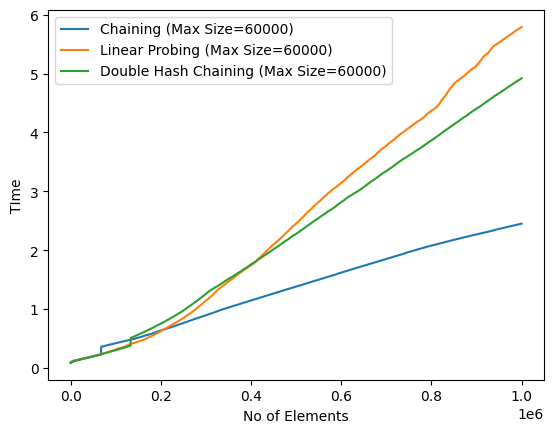 Chaining (Max Size=60000)
Linear Probing (Max Size=60000)
Double Hash Chaining (Max Size=60000)
6
5
4
3
2
1
0
TIme
0.0 0.2 0.4 0.6 0.8 1.0
1e6
No of Elements